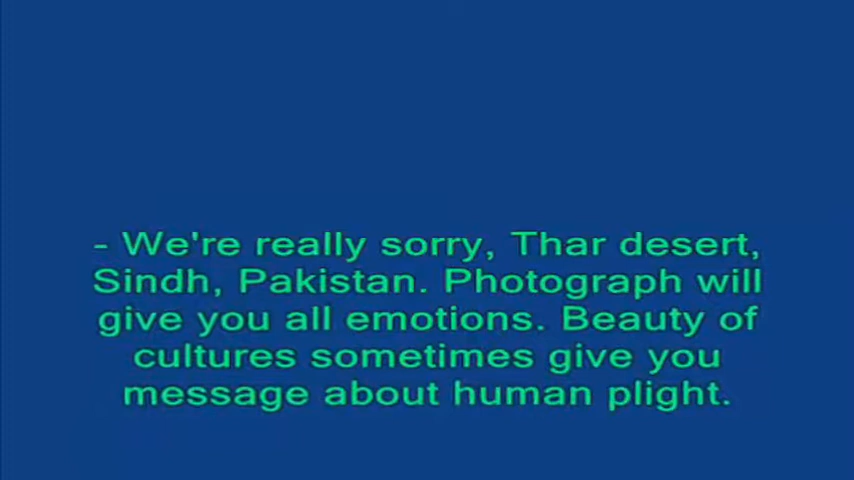 - We're really sorry, Thar desert,
Sindh, Pakistan. Photograph will
give you all emotions. Beauty of
cultures sometimes give you
message about human plight.